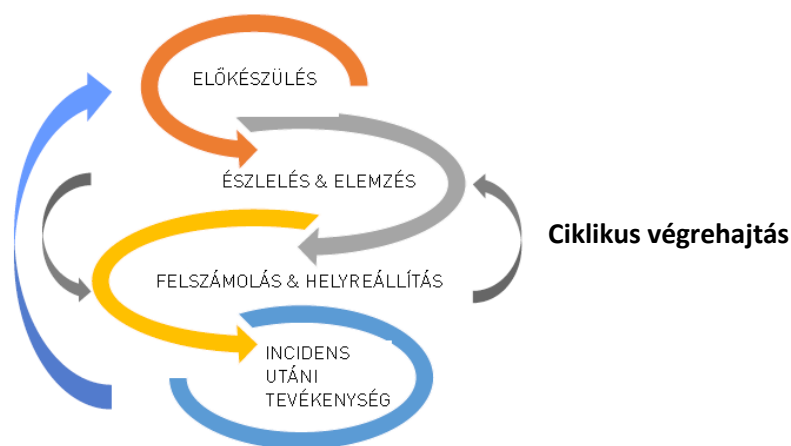 ELŐKÉSZÜLÉS
ÉSZLELÉS & ELEMZÉS
Ciklikus végrehajtás
FELSZÁMOLÁS & HELYREÁLLÍTÁS
INCIDENS
UTÁNI
TEVÉKENYSÉG